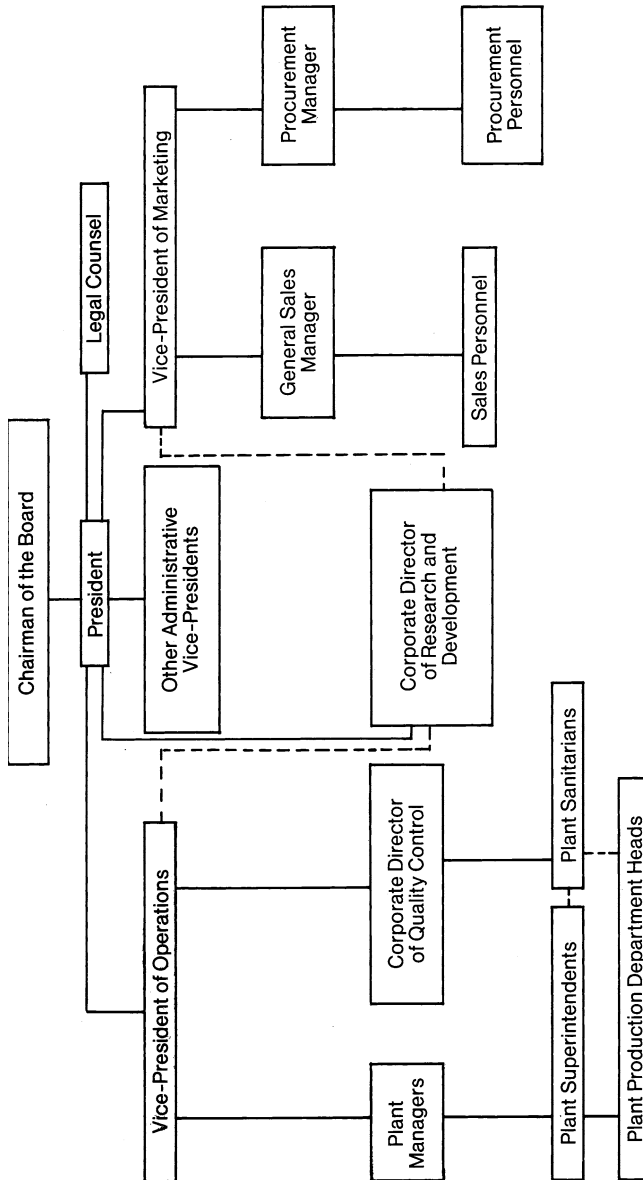 Chairman of the Board
President
Legal Counsel
Vice-President of Operations
Other Administrative
Vice-Presidents
Vice-President of Marketing
General Sales
Manager
Procurement
Manager
Plant
Managers
Corporate Director
of Quality Control
Corporate Director
of Research and
Development
Sales Personnel
Procurement
Personnel
Plant Superintendents
Plant Sanitarians
Plant Production Department Heads